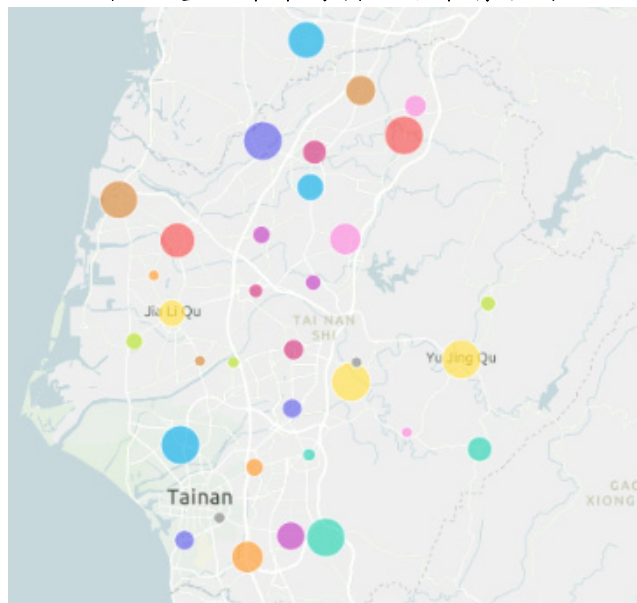 Jia Li Qu
TAI NAN
SHI
Yu Jing Qu
Tainan
GAO
XIONG